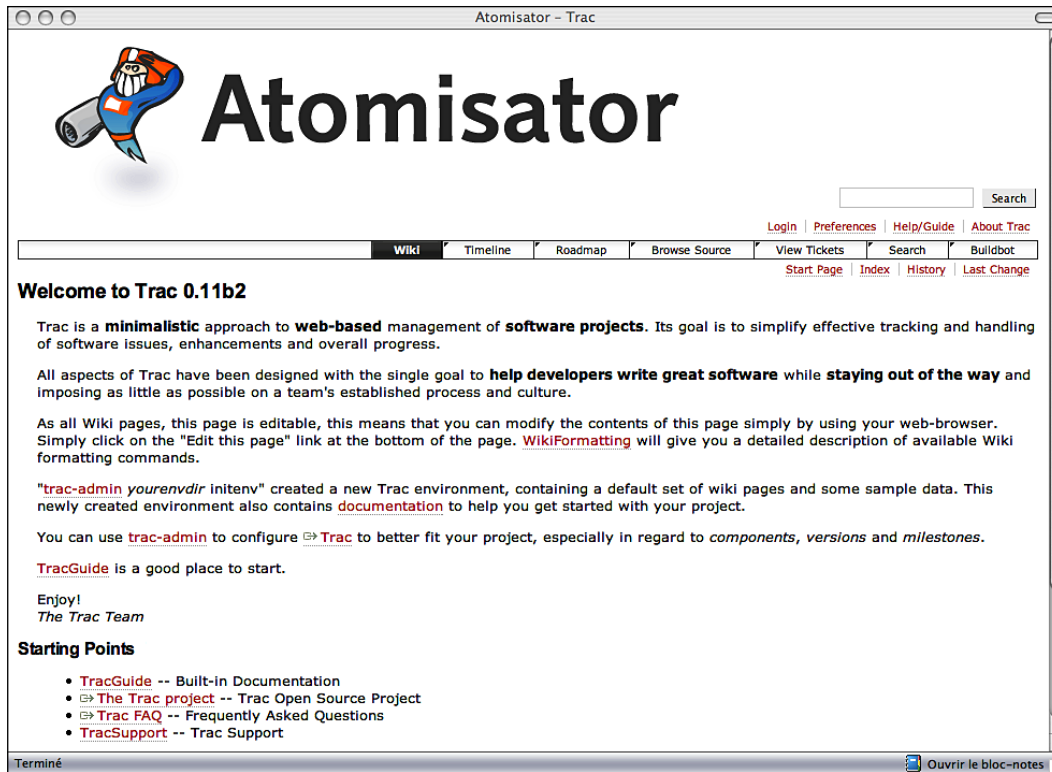 Atomisator – Trac
Atomisator
Search
Login Preferences Help/Guide About Trac
Wiki Timeline Roadmap Browse Source View Tickets Search Buildbot
Start Page Index History Last Change
Welcome to Trac 0.11b2
Trac is a minimalistic approach to web-based management of software projects. Its goal is to simplify effective tracking and handling
of software issues, enhancements and overall progress.
All aspects of Trac have been designed with the single goal to help developers write great software while staying out of the way and
imposing as little as possible on a team's established process and culture.
As all Wiki pages, this page is editable, this means that you can modify the contents of this page simply by using your web-browser.
Simply click on the "Edit this page" link at the bottom of the page. WikiFormatting will give you a detailed description of available Wiki
formatting commands.
"trac-admin yourenvdir initenv" created a new Trac environment, containing a default set of wiki pages and some sample data. This
newly created environment also contains documentation to help you get started with your project.
You can use trac-admin to configure Trac to better fit your project, especially in regard to components, versions and milestones.
TracGuide is a good place to start.
Enjoy!
The Trac Team
Starting Points
• TracGuide -- Built-in Documentation
• The Trac project -- Trac Open Source Project
• Trac FAQ -- Frequently Asked Questions
• TracSupport -- Trac Support
Terminé Ouvrir le bloc-notes